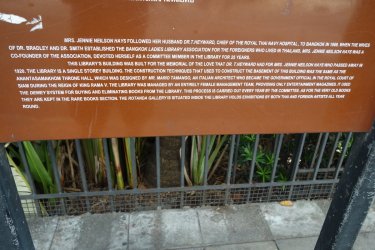 MRS. JENNIE NEILSON HAYS FOLLOWED HER HUSBAND DR.T.HEYWARD, CHIEF OF THE ROYAL THAI NAVY HOSPITAL, TO BANGKOK IN 1868, WHEN THE WIVES
OF DR. BRADLEY AND DR. SMITH ESTABLISHED THE BANGKOK LADIES LIBRARY ASSOCIATION FOR THE FOREIGNERS WHO LIVED IN THAILAND. MRS. JENNIE NEILSON HAYS WAS A
CO-FOUNDER OF THE ASSOCIATION, DEVOTED HERSELF AS A COMMITTEE MEMBER IN THE LIBRARY FOR 25 YEARS.
THIS LIBRARY'S BUILDING WAS BUILT FOR THE MEMORIAL OF THE LOVE THAT DR. T.HEYWARD HAD FOR MRS. JENNIE NEILSON HAYS WHO PASSED AWAY IN
1920. THE LIBRARY IS A SINGLE STOREY BUILDING. THE CONSTRUCTION TECHNIQUES THAT USED TO CONSTRUCT THE BASEMENT OF THE BUILDING WAS THE SAME AS THE
ANANTASAMAKHOM THRONE HALL, WHICH WAS DESIGNED BY MR. MARIO TAMANGO, AN ITALIAN ARCHITECT WHO BECAME THE GOVERNMENT OFFICIAL IN THE ROYAL COURT OF
SIAM DURING THE REIGN OF KING RAMA V. THE LIBRARY WAS MANAGED BY AN ENTIRELY FEMALE MANAGEMENT TEAM, PROVIDING ONLY ENTERTAINMENT MAGAZINES. IT USED
THE DEWEY SYSTEM FOR BUYING AND ELIMINATING BOOKS FROM THE LIBRARY. THIS PROCESS IS CARRIED OUT EVERY YEAR BY THE COMMITTEE. AS FOR THE VERY OLD BOOKS
THEY ARE KEPT IN THE RARE BOOKS SECTION. THE ROTUNDA GALLERY IS SITUATED INSIDE THE LIBRARY HOLDS EXHIBITIONS OF BOTH THAI AND FOREIGN ARTISTS ALL YEAR
ROUND.